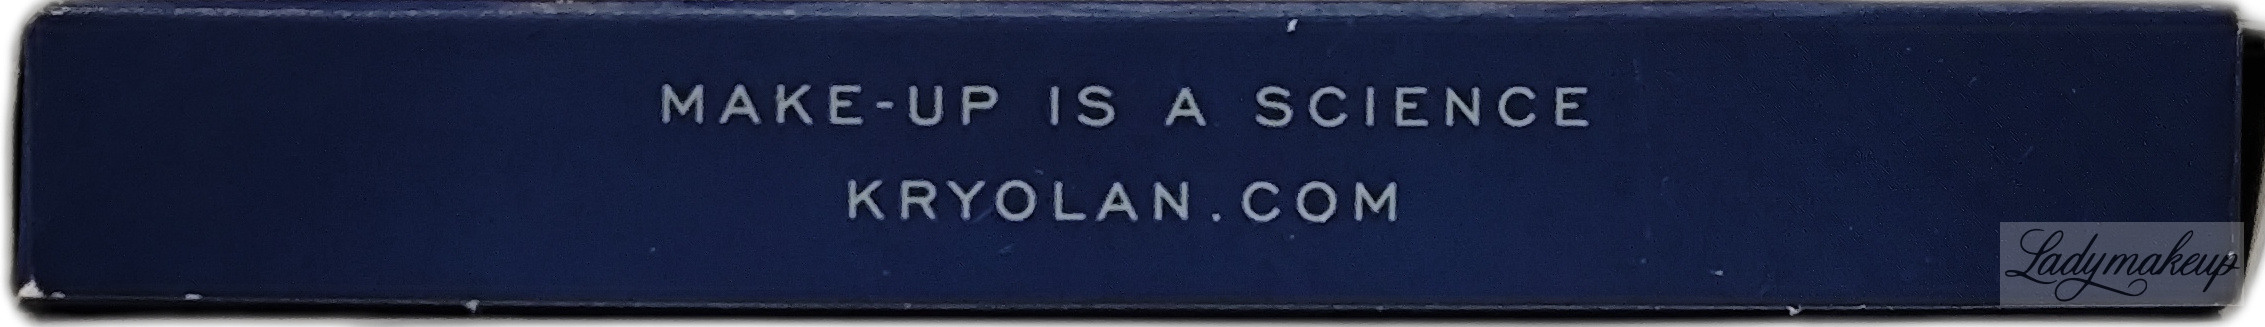 MAKE-UP IS A SCIENCE
KRYOLAN.COM
Ladymakeup